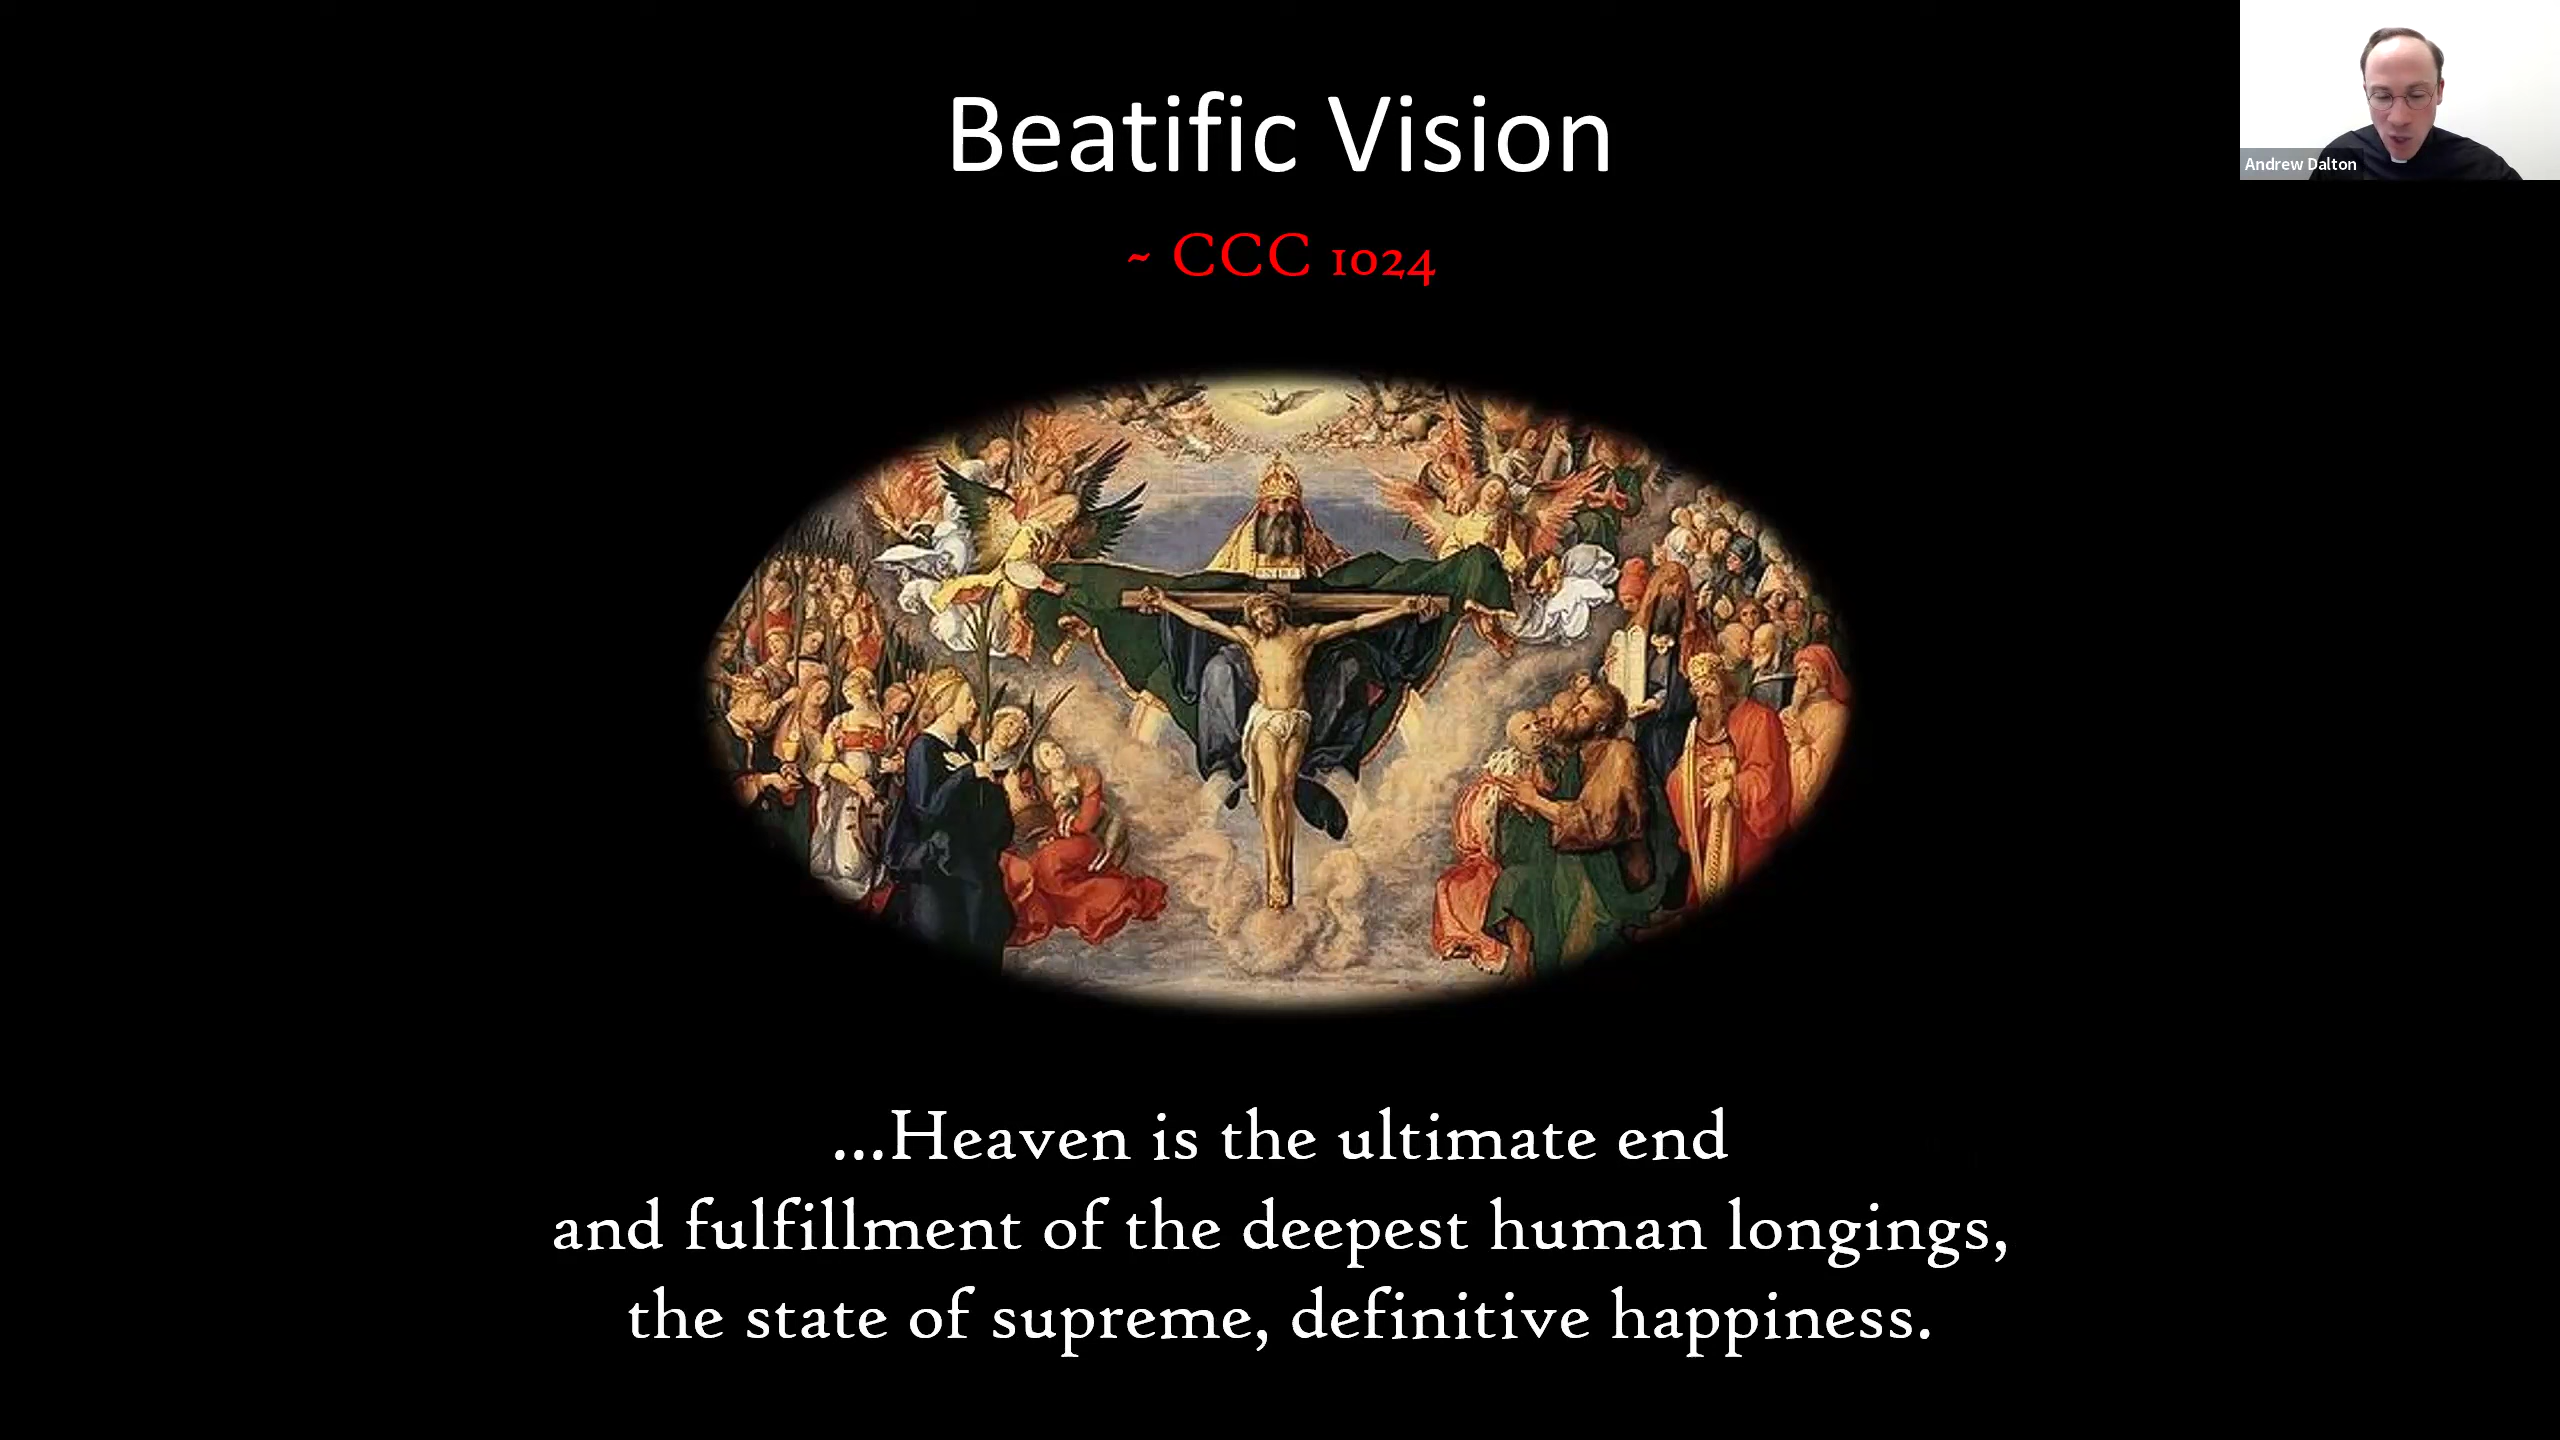 Beatific Vision
~ CCC 1024
Andrew Dalton
...Heaven is the ultimate end
and fulfillment of the deepest human longings,
the state of supreme, definitive happiness.